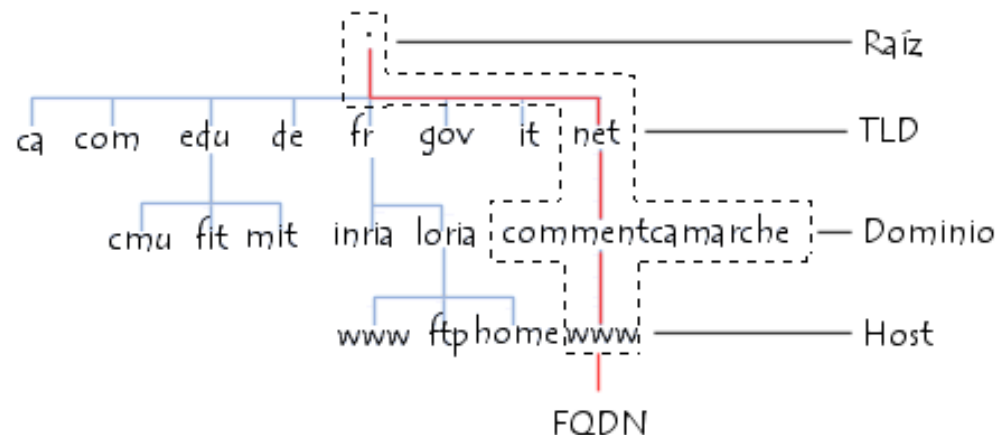 . Raíz
ca com edu de fr gov it net TLD
cmu fit mit inria loria commentcamarche Dominio
www ftp home www Host
FQDN